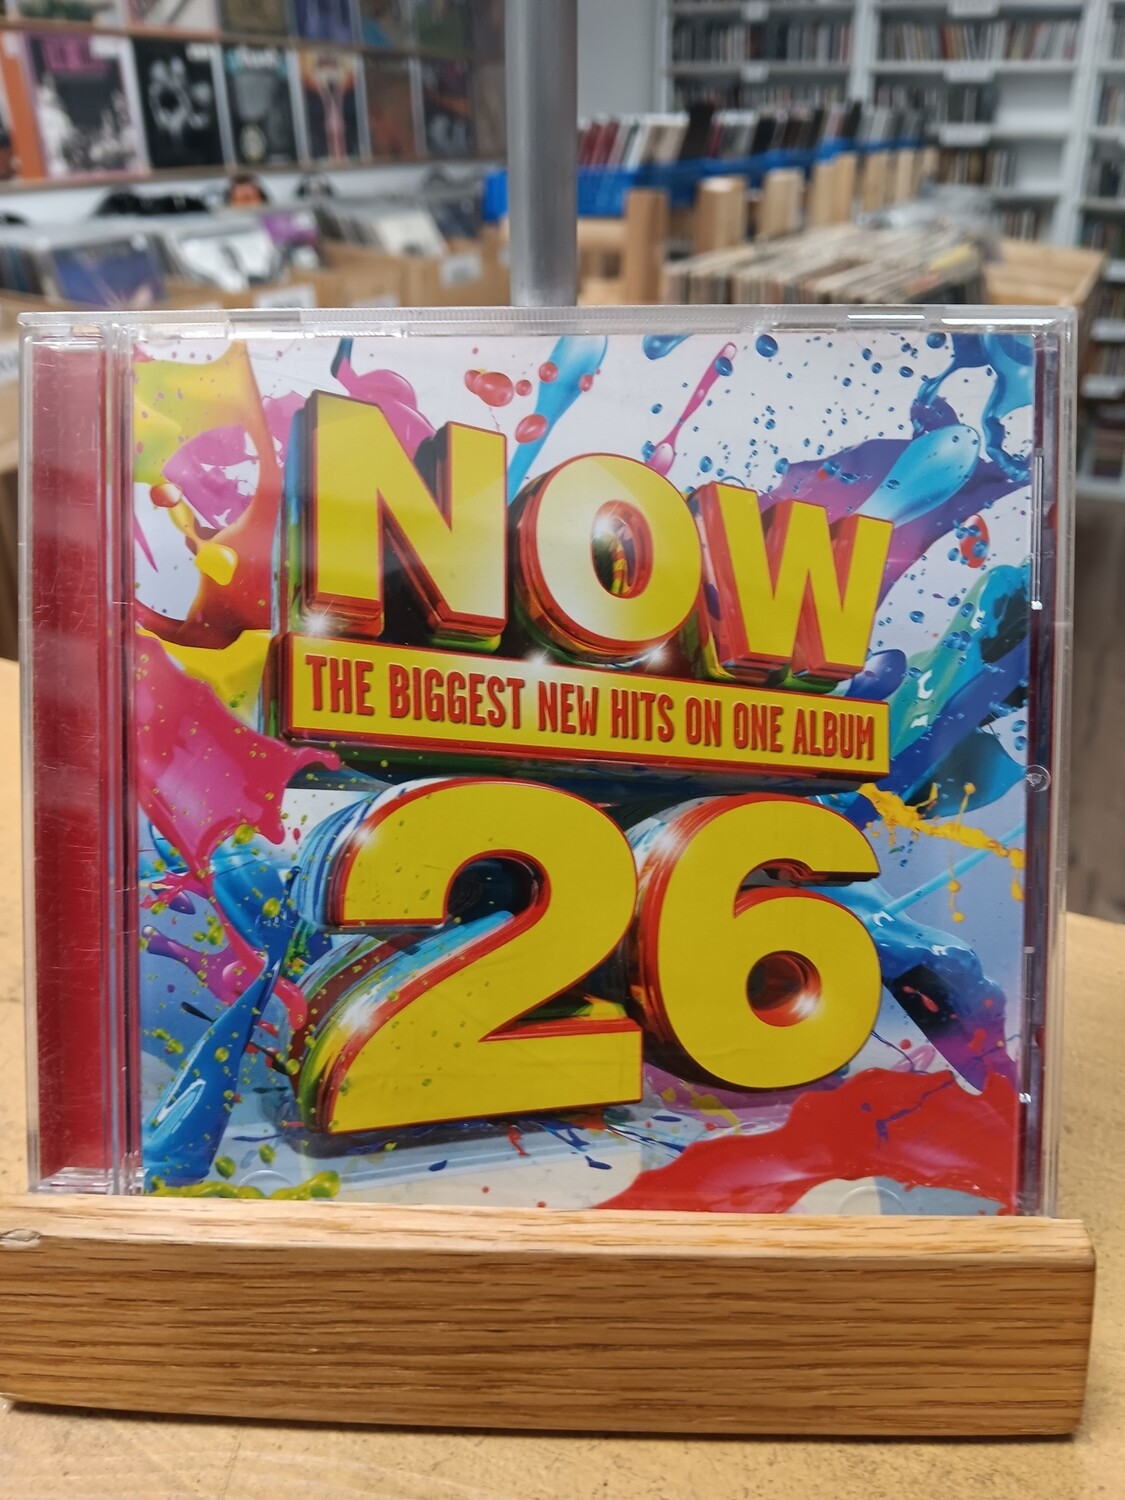 NOW
THE BIGGEST NEW HITS ON ONE ALBUM
26